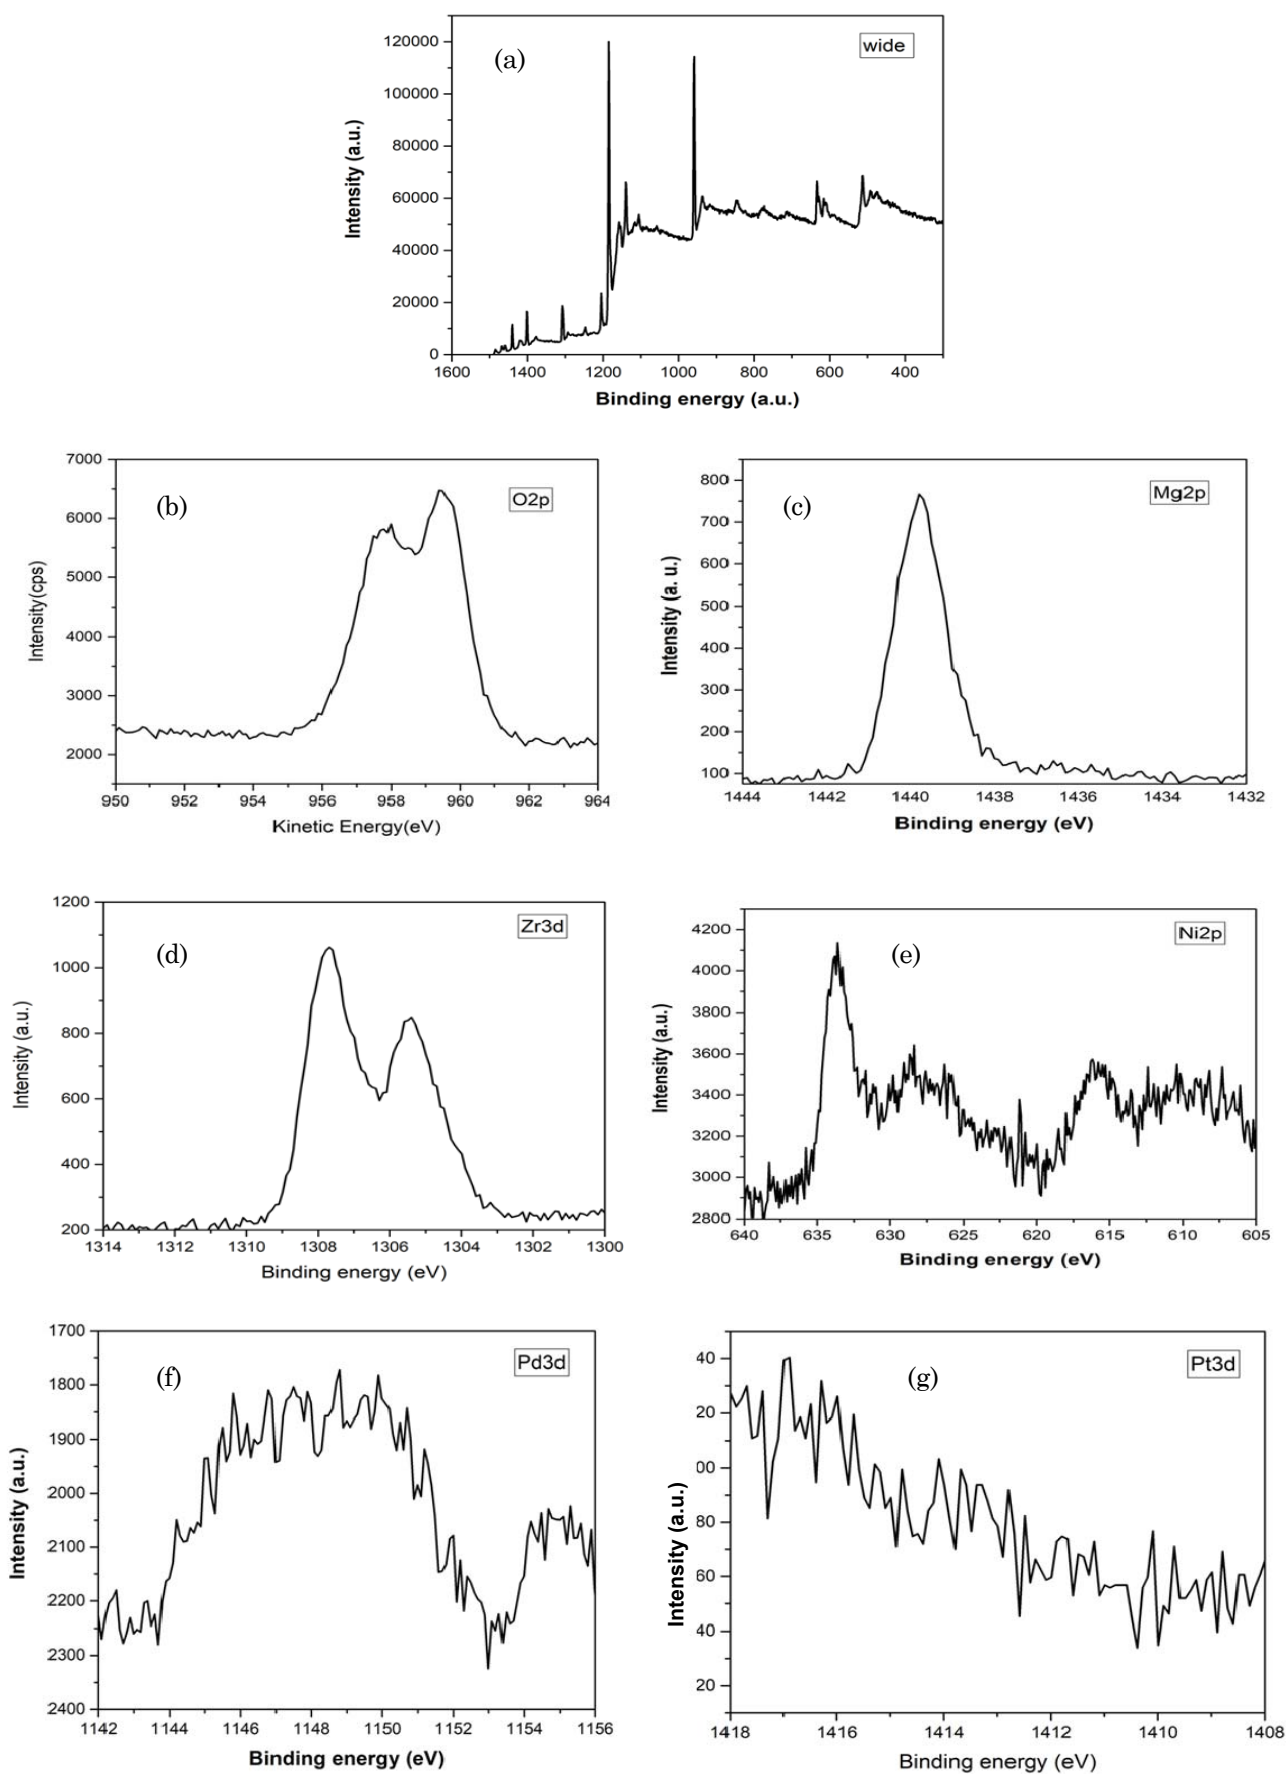 (a)
wide
120000
100000
80000
60000
40000
20000
0
Intensity (a.u.)
1600 1400 1200 1000 800 600 400
Binding energy (a.u.)
(b)
O2p
7000
6000
5000
4000
3000
2000
Intensity(cps)
950 952 954 956 958 960 962 964
Kinetic Energy(eV)
(c)
Mg2p
800
700
600
500
400
300
200
100
Intensity (a. u.)
1444 1442 1440 1438 1436 1434 1432
Binding energy (eV)
(d)
Zr3d
1200
1000
800
600
400
200
Intensity (a.u.)
1314 1312 1310 1308 1306 1304 1302 1300
Binding energy (eV)
(e)
Ni2p
4200
4000
3800
3600
3400
3200
3000
2800
Intensity (a.u.)
640 635 630 625 620 615 610 605
Binding energy (eV)
(f)
Pd3d
1700
1800
1900
2000
2100
2200
2300
2400
Intensity (a.u.)
1142 1144 1146 1148 1150 1152 1154 1156
Binding energy (eV)
(g)
Pt3d
40
20
00
80
60
40
20
Intensity (a.u.)
1418 1416 1414 1412 1410 1408
Binding energy (eV)